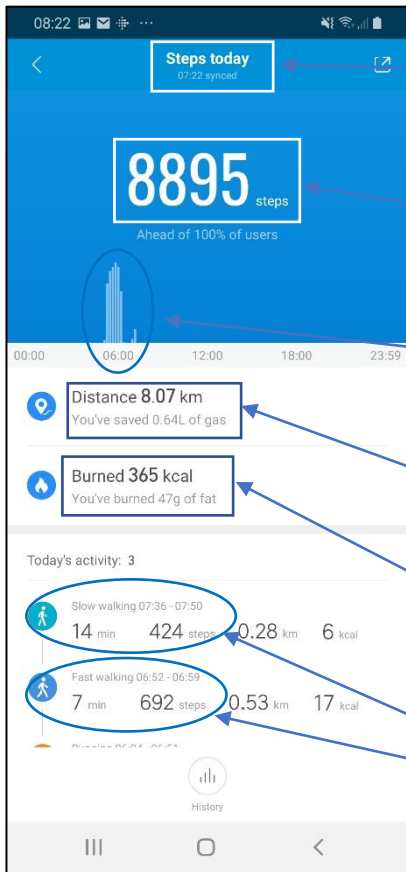 08:22
Steps today
07:22 synced
8895 steps
Ahead of 100% of users
00:00 06:00 12:00 18:00 23:59
Distance 8.07 km
You've saved 0.64L of gas
Burned 365 kcal
You've burned 47g of fat
Today's activity: 3
Slow walking 07:36 - 07:50
14 min 424 steps 0.28 km 6 kcal
Fast walking 06:52 - 06:59
7 min 692 steps 0.53 km 17 kcal
History